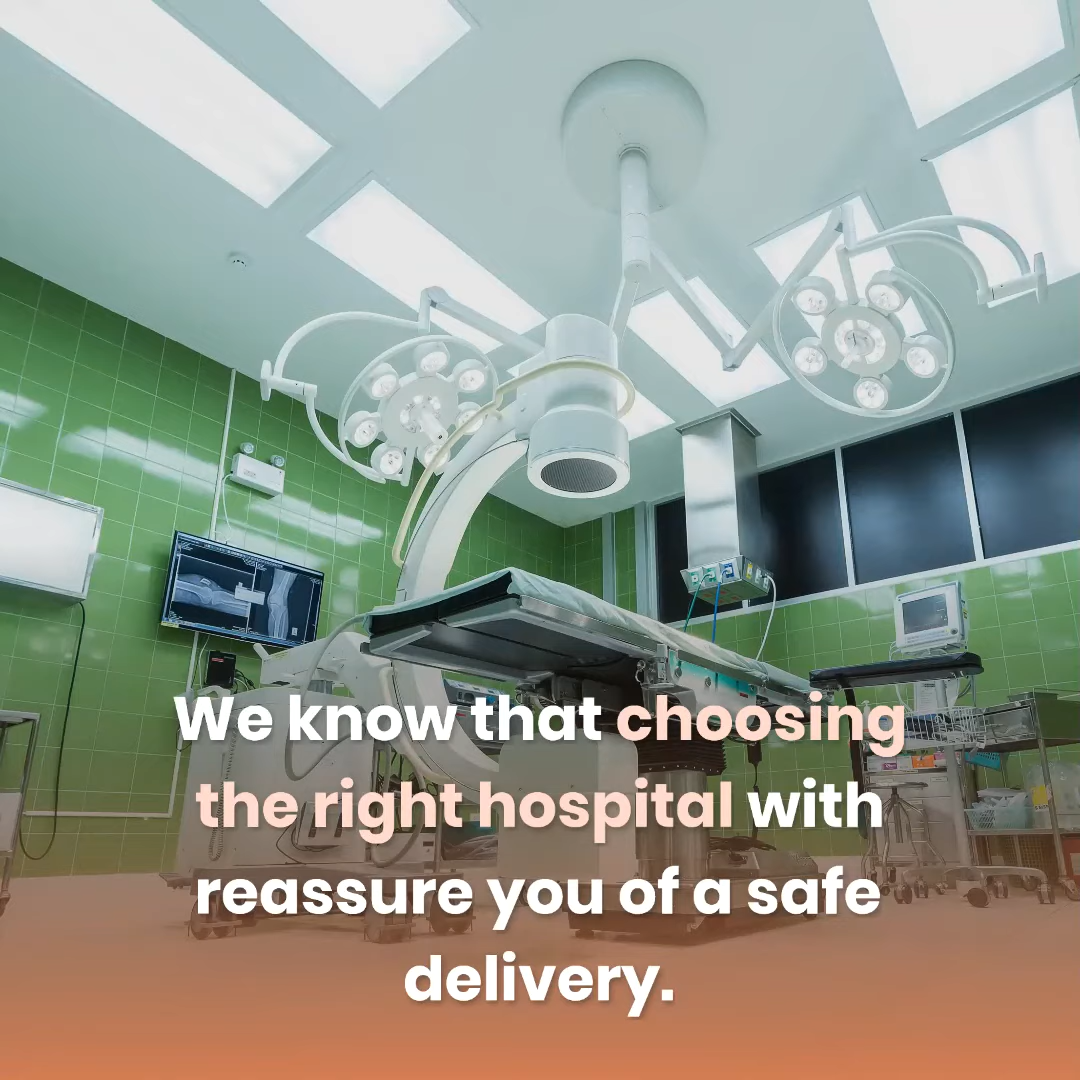 We know that choosing
the right hospital with
reassure you of a safe
delivery.